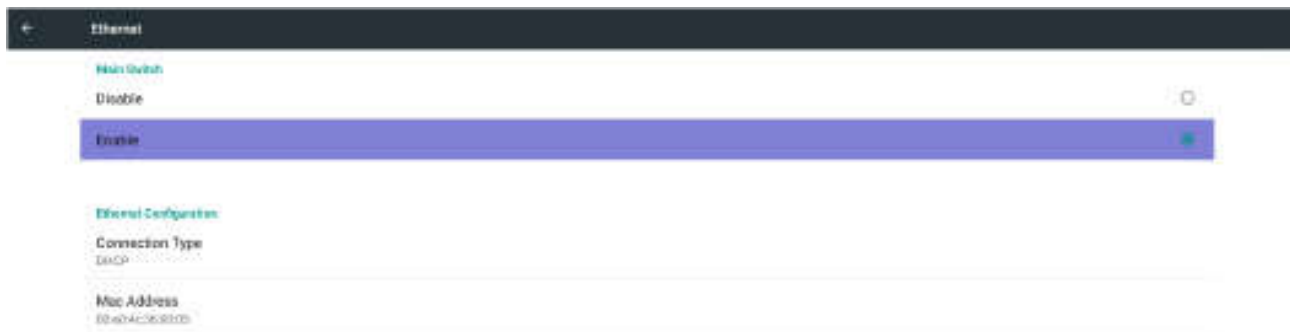 Ethernet
Main Switch
Disable
Enable
Ethernet Configuration
Connection Type
DHCP
Mac Address